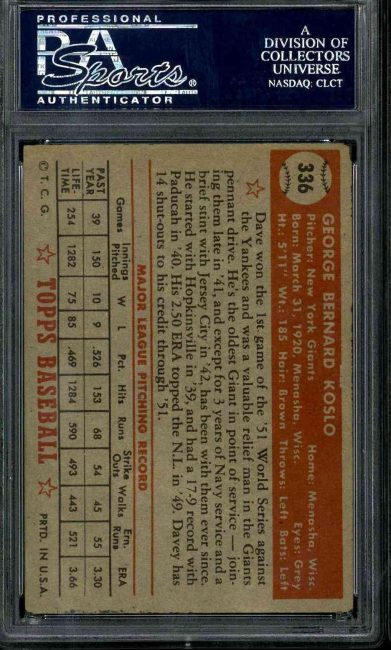 PROFESSIONAL
PSA
Sports
AUTHENTICATOR
A
DIVISION OF
COLLECTORS
UNIVERSE
NASDAQ: CLCT
336
GEORGE BERNARD KOSLO
Pitcher: New York Giants Home: Menasha, Wisc
Born: March 31, 1920, Menasha, Wisc. Eyes: Grey
Ht.: 5'11" Wt.: 185 Hair: Brown Throws: Left Bats: Left
Dave won the 1st game of the '51 World Series against
the Yankees and was a valuable relief man in the Giants
pennant drive. He's the oldest Giant in point of service—join-
ing them late in '41, and except for 3 years of Navy service and a
brief stint with Jersey City in '42, has been with them ever since.
He started with Hopkinsville in '39, and had a 17-9 record with
Paducah in '40. His 2.50 ERA topped the N.L. in '49. Davey has
14 shut-outs to his credit through '51.
MAJOR LEAGUE PITCHING RECORD
Games Innings Pitched W L Pct. Hits Runs Strike Outs Walks Ern. Runs ERA
PAST YEAR 39 150 10 9 .526 153 68 54 45 55 3.30
LIFE-TIME 254 1282 75 85 .469 1284 590 493 443 521 3.66
© T.C.G. TOPPS BASEBALL PRTD. IN U.S.A.